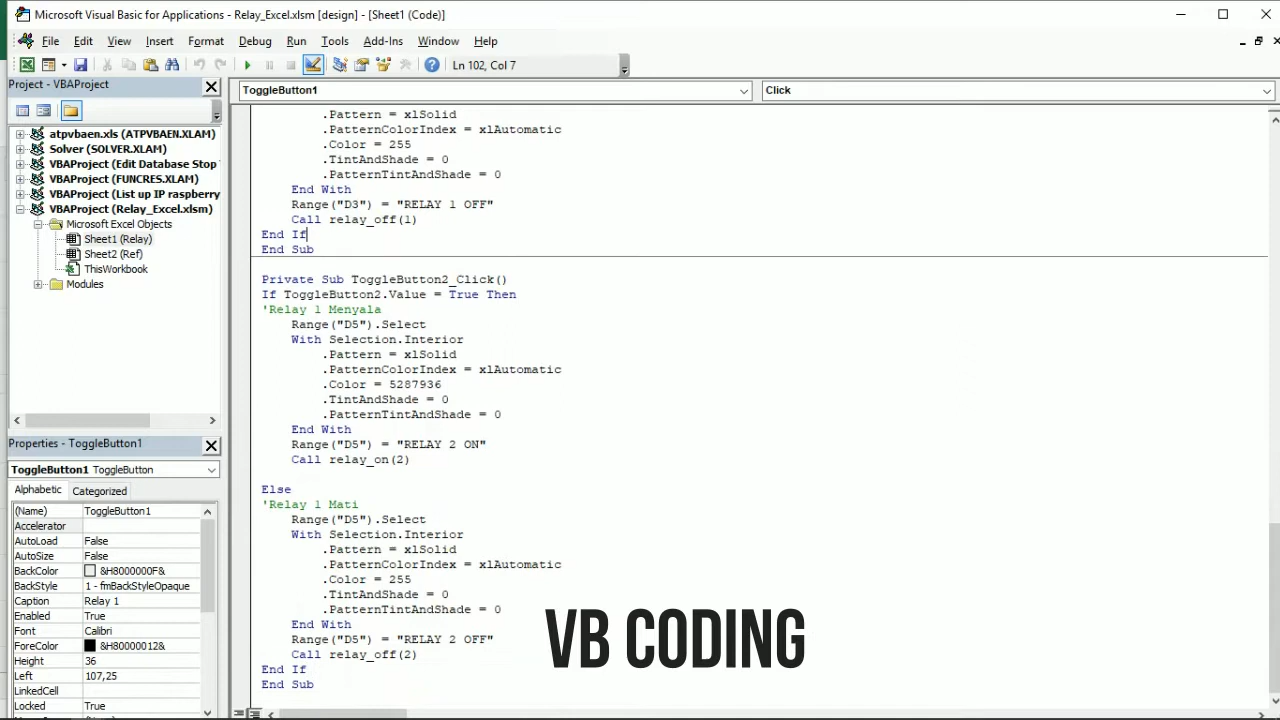 Microsoft Visual Basic for Applications - Relay_Excel.xlsm [design] - [Sheet1 (Code)]
File Edit View Insert Format Debug Run Tools Add-Ins Window Help
Ln 102, Col 7
Project - VBAProject
atpvbaen.xls (ATPVBAEN.XLAM)
Solver (SOLVER.XLAM)
VBAProject (Edit Database Stop
VBAProject (FUNCRES.XLAM)
VBAProject (List up IP raspberry
VBAProject (Relay_Excel.xlsm)
Microsoft Excel Objects
Sheet1 (Relay)
Sheet2 (Ref)
ThisWorkbook
Modules
Properties - ToggleButton1
ToggleButton1 ToggleButton
Alphabetic Categorized
(Name) ToggleButton1
Accelerator
AutoLoad False
AutoSize False
BackColor &H8000000F&
BackStyle 1 - fmBackStyleOpaque
Caption Relay 1
Enabled True
Font Calibri
ForeColor &H80000012&
Height 36
Left 107,25
LinkedCell
Locked True
ToggleButton1 Click
.Pattern = xlSolid
.PatternColorIndex = xlAutomatic
.Color = 255
.TintAndShade = 0
.PatternTintAndShade = 0
End With
Range("D3") = "RELAY 1 OFF"
Call relay_off(1)
End If
End Sub
Private Sub ToggleButton2_Click()
If ToggleButton2.Value = True Then
'Relay 1 Menyala
Range("D5").Select
With Selection.Interior
.Pattern = xlSolid
.PatternColorIndex = xlAutomatic
.Color = 5287936
.TintAndShade = 0
.PatternTintAndShade = 0
End With
Range("D5") = "RELAY 2 ON"
Call relay_on(2)
Else
'Relay 1 Mati
Range("D5").Select
With Selection.Interior
.Pattern = xlSolid
.PatternColorIndex = xlAutomatic
.Color = 255
.TintAndShade = 0
.PatternTintAndShade = 0
End With
Range("D5") = "RELAY 2 OFF"
Call relay_off(2)
End If
End Sub
VB CODING